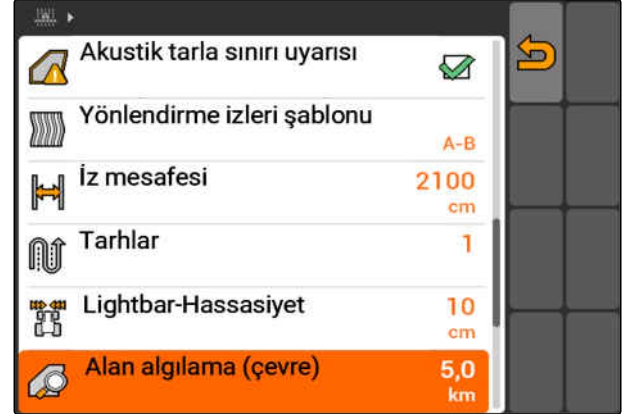 Akustik tarla sınırı uyarısı
Yönlendirme izleri şablonu
A-B
İz mesafesi
2100
cm
Tarhlar
1
Lightbar-Hassasiyet
10
cm
Alan algılama (çevre)
5,0
km